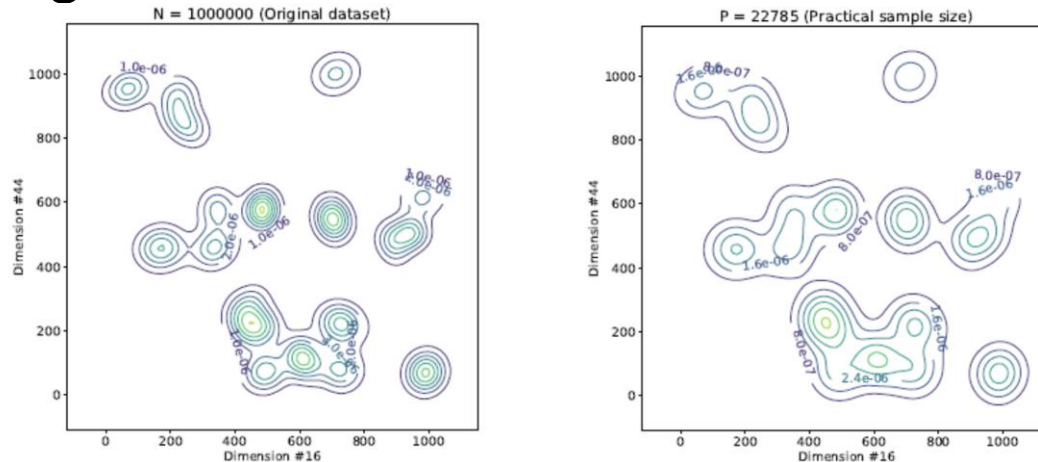 N = 1000000 (Original dataset)
1.0e-06
1.0e-06
2.0e-06
1.0e-06
1.0e-06
1.0e-06
Dimension #44
1000
800
600
400
200
0
0 200 400 600 800 1000
Dimension #16
P = 22785 (Practical sample size)
1.6e-06
8.0e-07
1.6e-06
8.0e-07
1.6e-06
8.0e-07
1.6e-06
2.4e-06
Dimension #44
1000
800
600
400
200
0
0 200 400 600 800 1000
Dimension #16